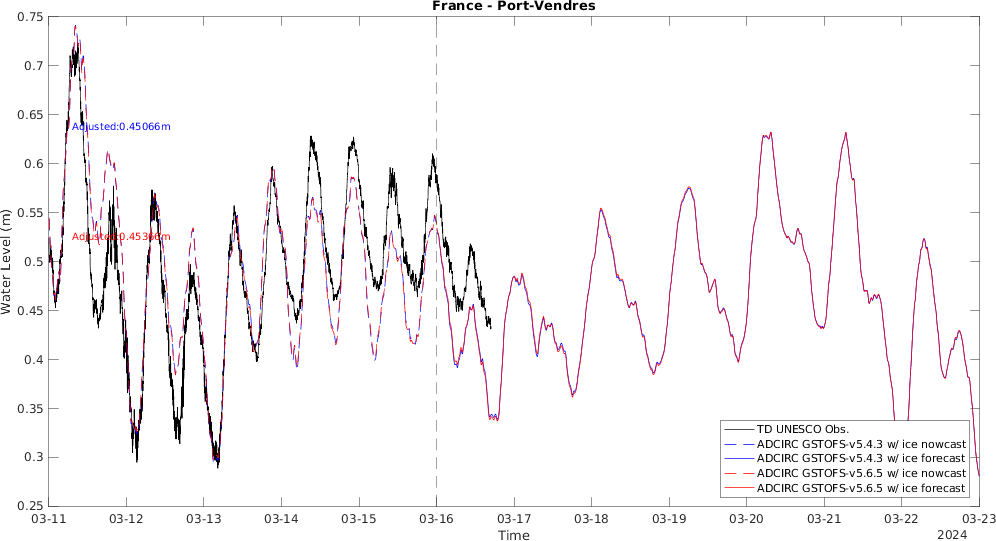 France - Port-Vendres
0.75
0.7
0.65
0.6
0.55
0.5
0.45
0.4
0.35
0.3
0.25
Water Level (m)
Adjusted:0.45066m
Adjusted:0.45366m
TD UNESCO Obs.
ADCIRC GSTOFS-v5.4.3 w/ ice nowcast
ADCIRC GSTOFS-v5.4.3 w/ ice forecast
ADCIRC GSTOFS-v5.6.5 w/ ice nowcast
ADCIRC GSTOFS-v5.6.5 w/ ice forecast
03-11 03-12 03-13 03-14 03-15 03-16 03-17 03-18 03-19 03-20 03-21 03-22 03-23
Time
2024